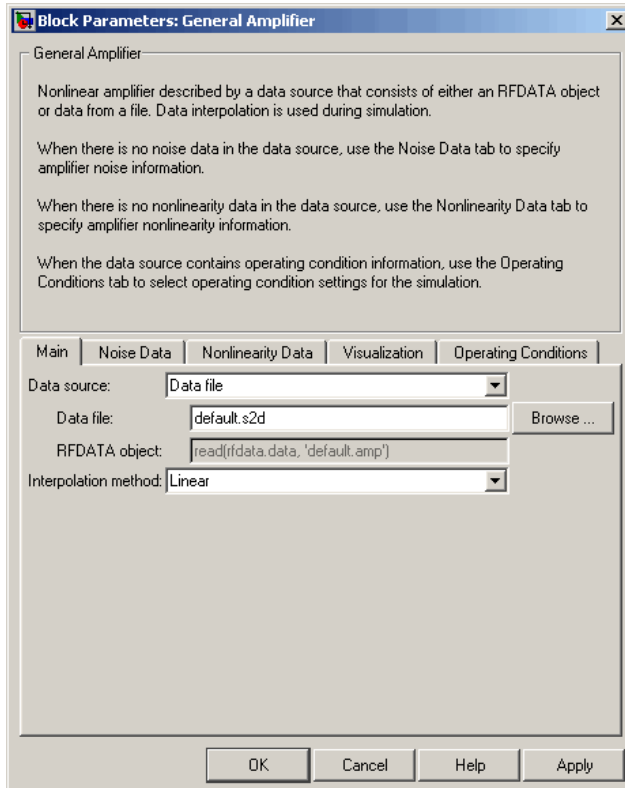 Block Parameters: General Amplifier
General Amplifier
Nonlinear amplifier described by a data source that consists of either an RFDATA object
or data from a file. Data interpolation is used during simulation.
When there is no noise data in the data source, use the Noise Data tab to specify
amplifier noise information.
When there is no nonlinearity data in the data source, use the Nonlinearity Data tab to
specify amplifier nonlinearity information.
When the data source contains operating condition information, use the Operating
Conditions tab to select operating condition settings for the simulation.
Main Noise Data Nonlinearity Data Visualization Operating Conditions
Data source: Data file
Data file: default.s2d Browse ...
RFDATA object: read(rfdata.data, 'default.amp')
Interpolation method: Linear
OK Cancel Help Apply